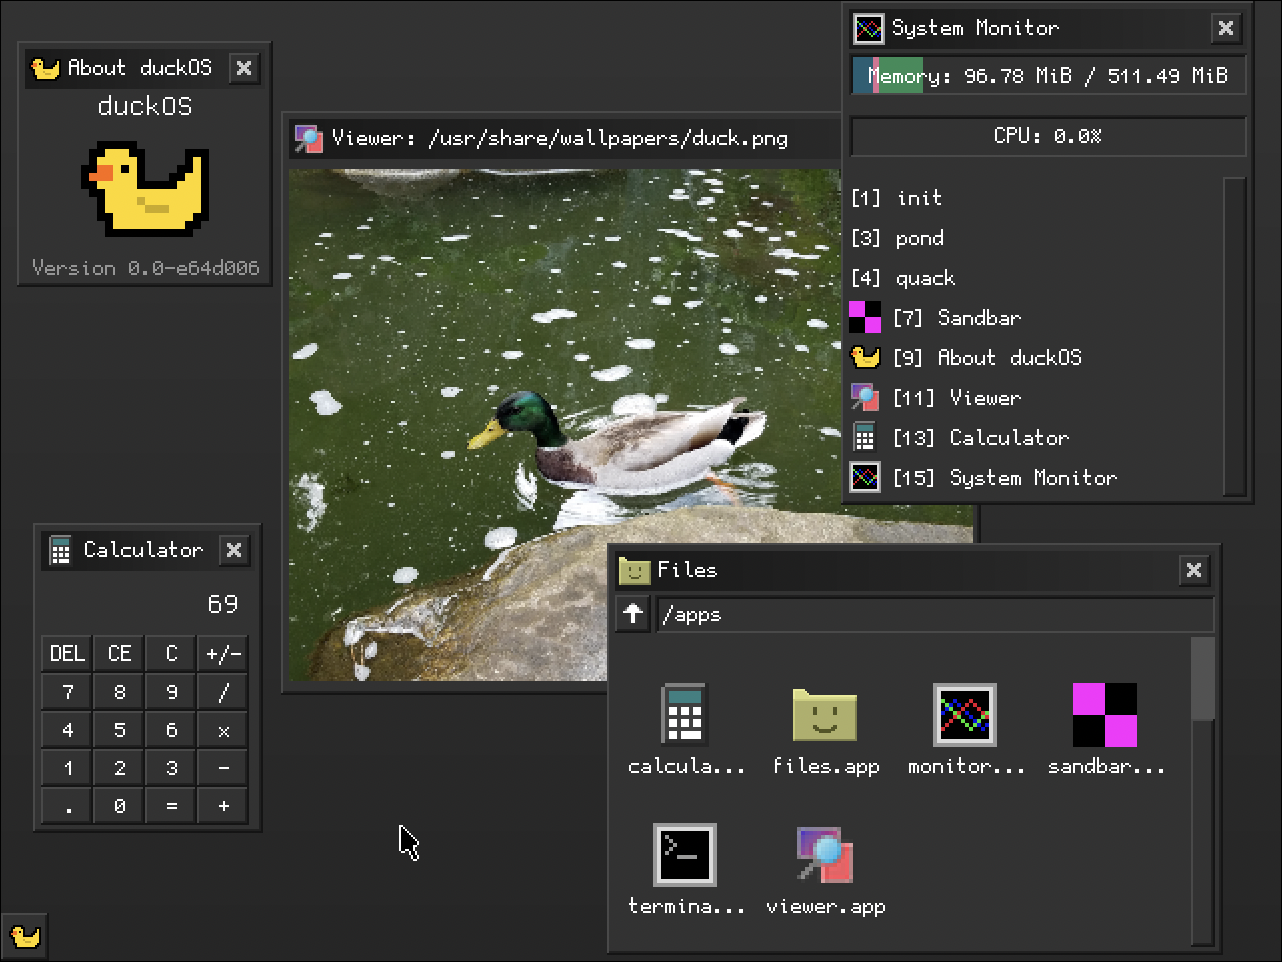 About duckOS
duckOS
Version 0.0-e64d006
Viewer: /usr/share/wallpapers/duck.png
System Monitor
Memory: 96.78 MiB / 511.49 MiB
CPU: 0.0%
[1] init
[3] pond
[4] quack
[7] Sandbar
[9] About duckOS
[11] Viewer
[13] Calculator
[15] System Monitor
Calculator
69
DEL CE C +/-
7 8 9 /
4 5 6 x
1 2 3 -
. 0 = +
Files
/apps
calcula... files.app monitor... sandbar...
termina... viewer.app